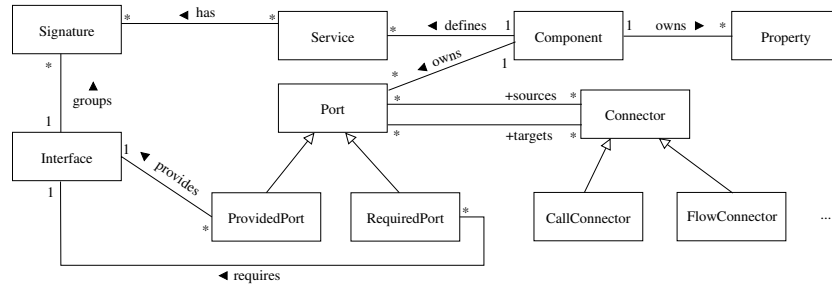 Signature
* ◄ has *
Service
* ◄ defines 1
Component
1 owns ► *
Property
* ◄ owns 1
*
▲
groups
1
Port
* +sources *
* +targets *
Connector
Interface
1 ◄ provides *
1
ProvidedPort
RequiredPort
*
CallConnector
FlowConnector
...
◄ requires